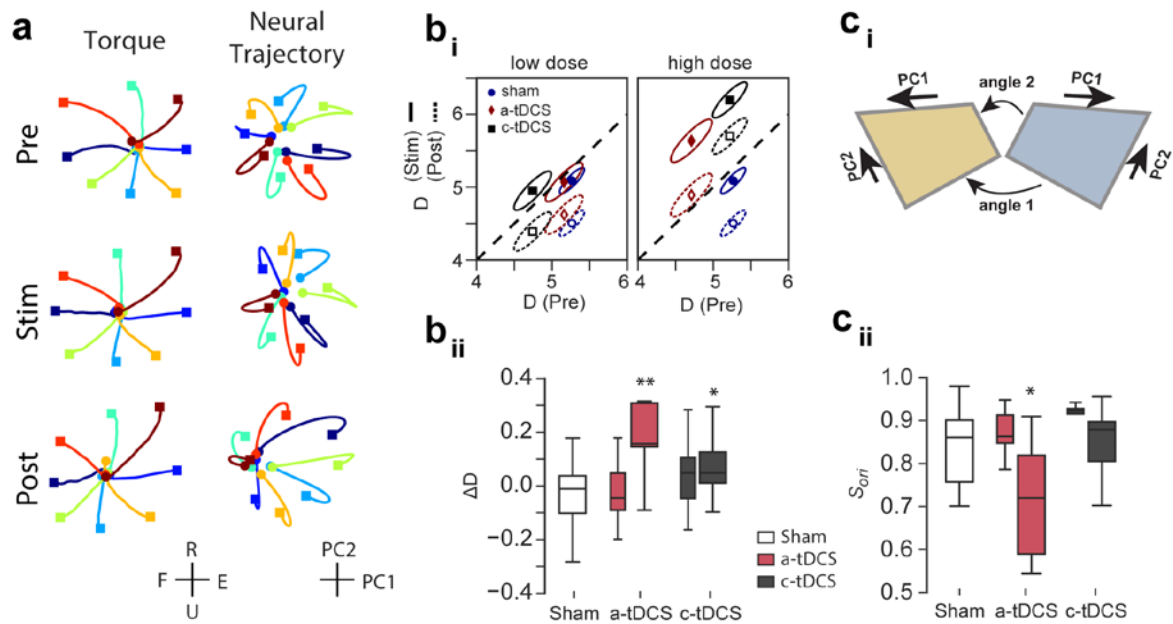 a
Torque
Neural
Trajectory
Pre
Stim
Post
R
F E
U
PC2
PC1
b i
low dose
high dose
sham
a-tDCS
c-tDCS
D (Stim)
(Post)
6
5
4
4 5 6
4 5 6
D (Pre)
D (Pre)
b ii
ΔD
0.4
0.2
0.0
−0.2
−0.4
** *
Sham
a-tDCS
c-tDCS
Sham a-tDCS c-tDCS
c i
PC1
angle 2
PC1
PC2
PC2
angle 1
c ii
S ori
1.0
0.9
0.8
0.7
0.6
0.5
*
Sham a-tDCS c-tDCS